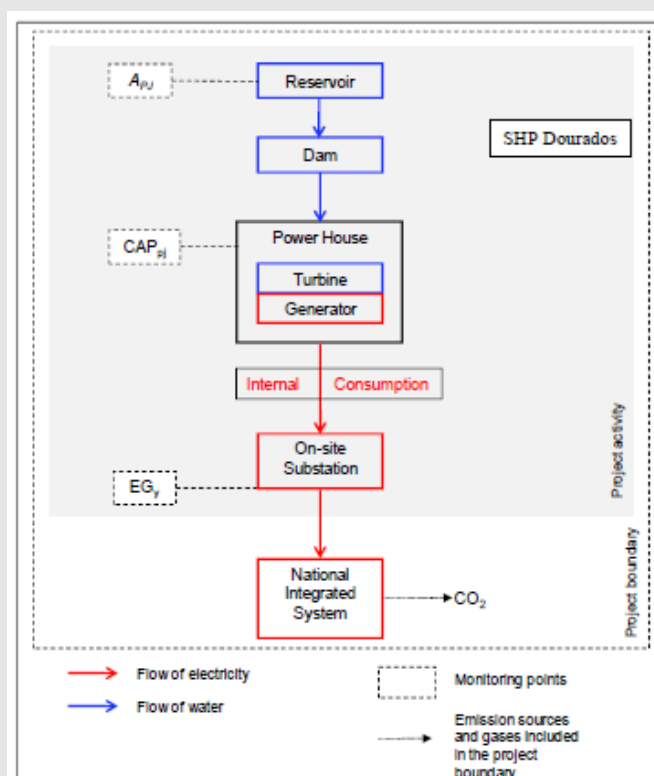 A_PJ
Reservoir
SHP Dourados
Dam
CAP_pj
Power House
Turbine
Generator
Internal Consumption
On-site
Substation
EG_y
Project activity
National
Integrated
System
CO₂
Project boundary
Flow of electricity
Flow of water
Monitoring points
Emission sources
and gases included
in the project
boundary